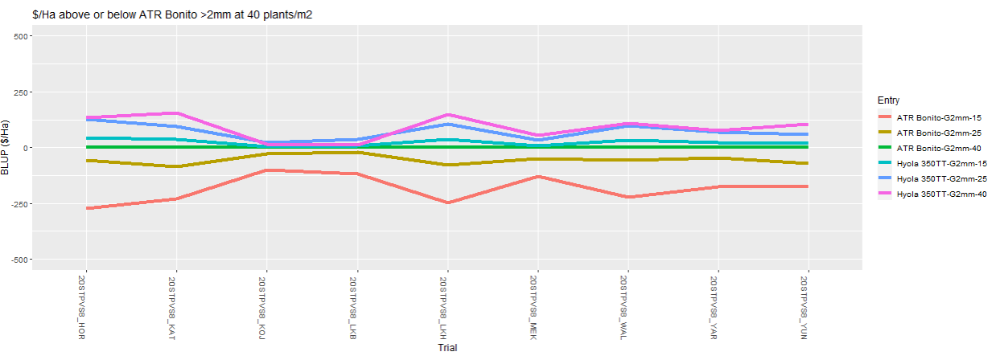 $/Ha above or below ATR Bonito >2mm at 40 plants/m2
BLUP ($/Ha)
500
250
0
-250
-500
20STPVS8_HOR
20STPVS8_KAT
20STPVS8_KOJ
20STPVS8_LKB
20STPVS8_LKH
20STPVS8_MEK
20STPVS8_WAL
20STPVS8_YAR
20STPVS8_YUN
Trial
Entry
ATR Bonito-G2mm-15
ATR Bonito-G2mm-25
ATR Bonito-G2mm-40
Hyola 350TT-G2mm-15
Hyola 350TT-G2mm-25
Hyola 350TT-G2mm-40